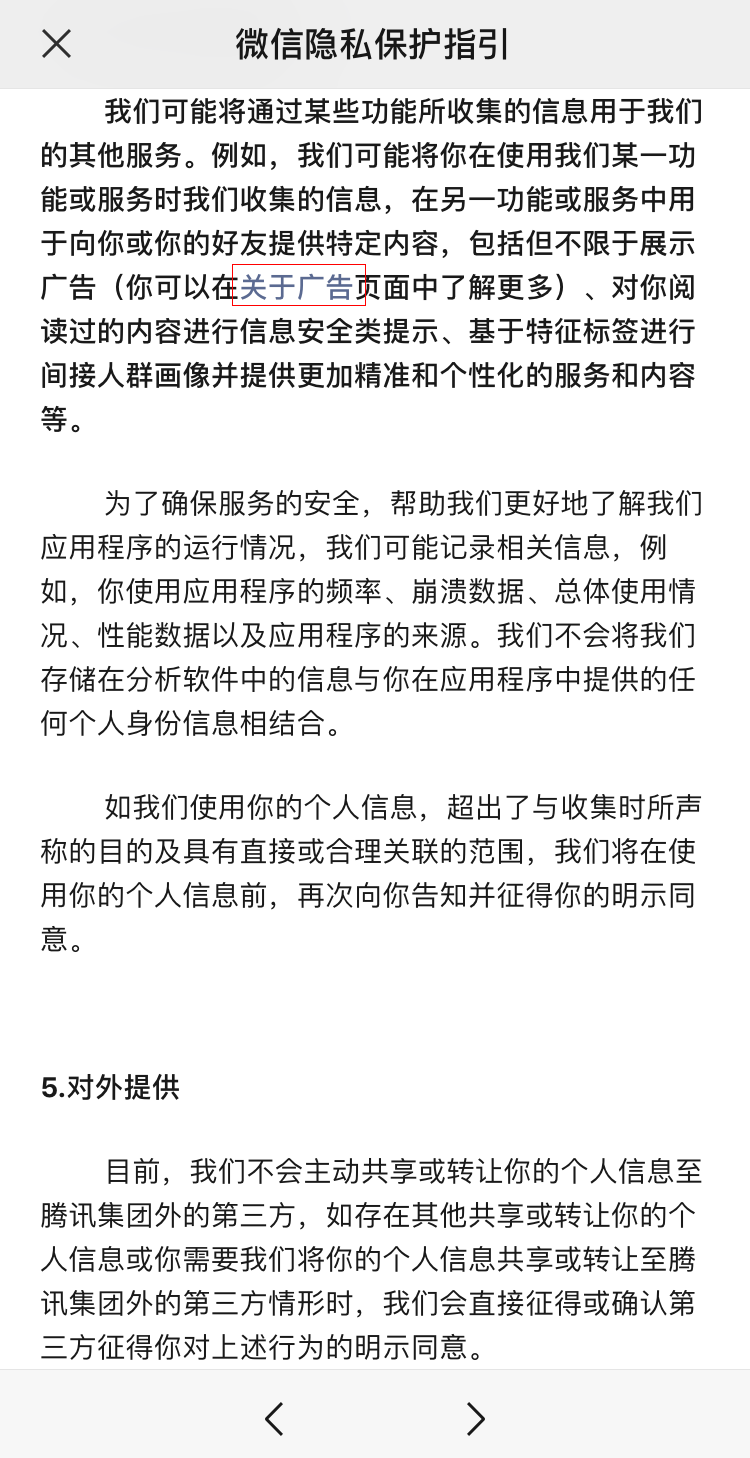 微信隐私保护指引
我们可能将通过某些功能所收集的信息用于我们
的其他服务。例如，我们可能将你在使用我们某一功
能或服务时我们收集的信息，在另一功能或服务中用
于向你或你的好友提供特定内容，包括但不限于展示
广告（你可以在关于广告页面中了解更多）、对你阅
读过的内容进行信息安全类提示、基于特征标签进行
间接人群画像并提供更加精准和个性化的服务和内容
等。
为了确保服务的安全，帮助我们更好地了解我们
应用程序的运行情况，我们可能记录相关信息，例
如，你使用应用程序的频率、崩溃数据、总体使用情
况、性能数据以及应用程序的来源。我们不会将我们
存储在分析软件中的信息与你在应用程序中提供的任
何个人身份信息相结合。
如我们使用你的个人信息，超出了与收集时所声
称的目的及具有直接或合理关联的范围，我们将在使
用你的个人信息前，再次向你告知并征得你的明示同
意。
5.对外提供
目前，我们不会主动共享或转让你的个人信息至
腾讯集团外的第三方，如存在其他共享或转让你的个
人信息或你需要我们将你的个人信息共享或转让至腾
讯集团外的第三方情形时，我们会直接征得或确认第
三方征得你对上述行为的明示同意。